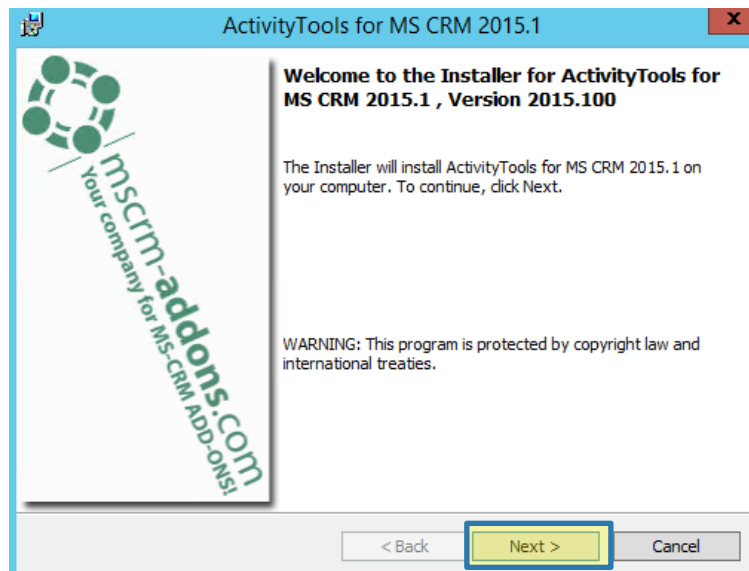 ActivityTools for MS CRM 2015.1
x
Welcome to the Installer for ActivityTools for
MS CRM 2015.1 , Version 2015.100
The Installer will install ActivityTools for MS CRM 2015.1 on
your computer. To continue, click Next.
WARNING: This program is protected by copyright law and
international treaties.
mscrm-addons.com
Your company for MS-CRM ADD-ONS!
< Back
Next >
Cancel